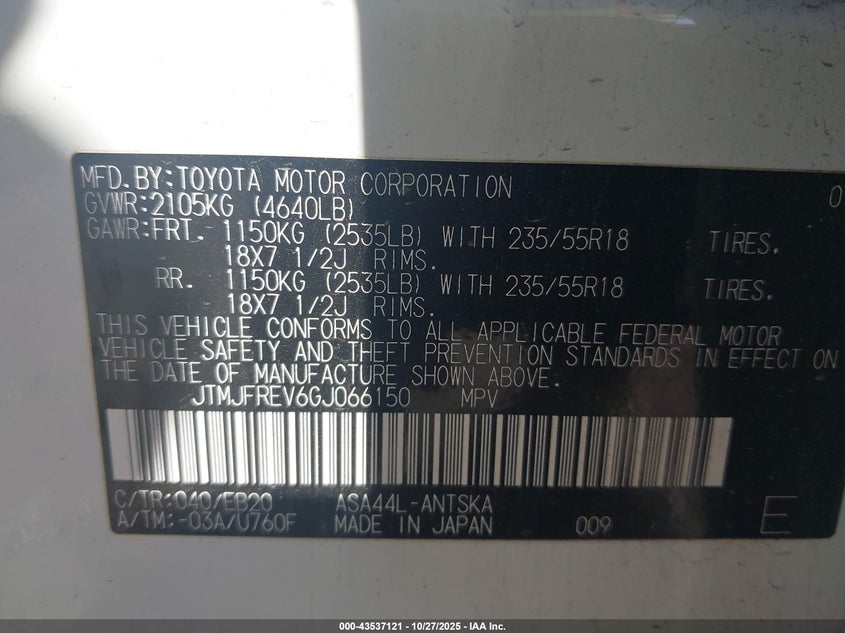 MFD.BY:TOYOTA MOTOR CORPORATION 0
GVWR:2105KG (4640LB)
GAWR:FRT. 1150KG (2535LB) WITH 235/55R18 TIRES.
18X7 1/2J RIMS.
RR. 1150KG (2535LB) WITH 235/55R18 TIRES.
18X7 1/2J RIMS.
THIS VEHICLE CONFORMS TO ALL APPLICABLE FEDERAL MOTOR
VEHICLE SAFETY AND THEFT PREVENTION STANDARDS IN EFFECT ON
THE DATE OF MANUFACTURE SHOWN ABOVE.
JTMJFREV6GJ066150 MPV
C/TR:040/EB20 ASA44L-ANTSKA
A/TM:-03A/U760F MADE IN JAPAN 009 E
000-43537121 | 10/27/2025 - IAA Inc.